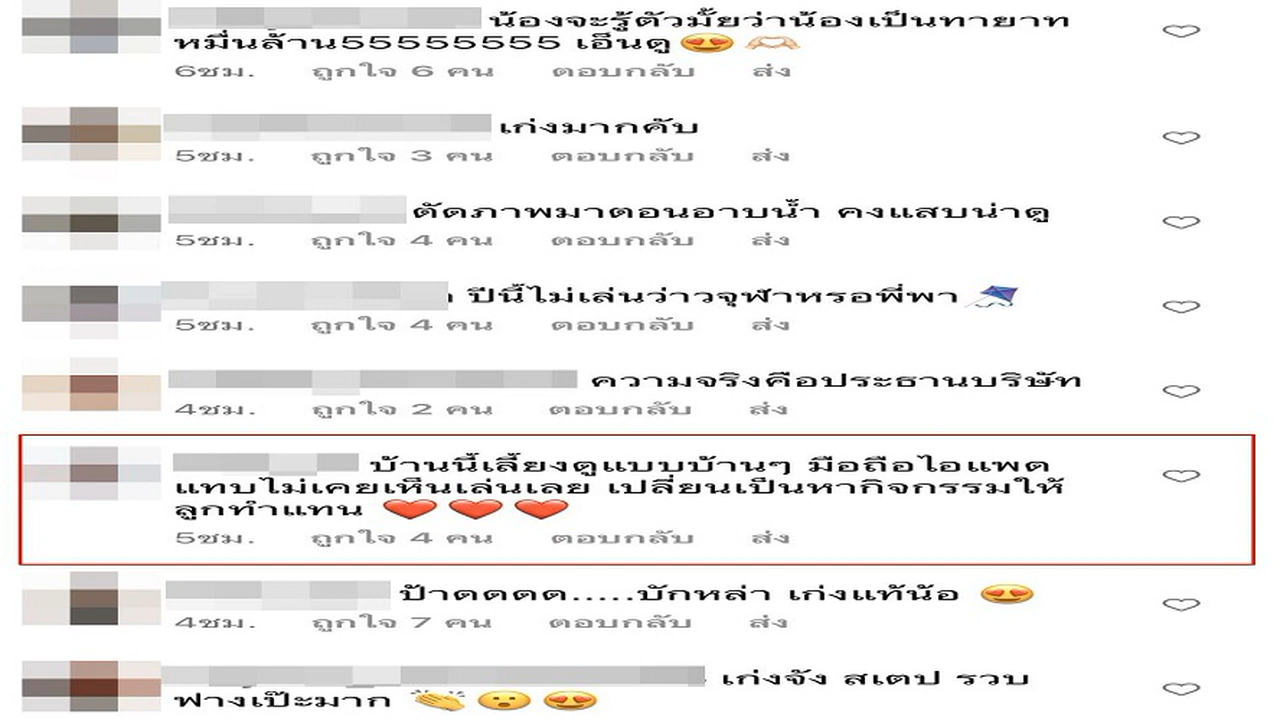 น้องจะรู้ตัวมั้ยว่าน้องเป็นทายาท
หมื่นล้าน55555555 เอ็นดู 😍 🫶🏻
6ชม. ถูกใจ 6 คน ตอบกลับ ส่ง
เก่งมากคับ
5ชม. ถูกใจ 3 คน ตอบกลับ ส่ง
ตัดภาพมาตอนอาบน้ำ คงแสบน่าดู
5ชม. ถูกใจ 4 คน ตอบกลับ ส่ง
ปีนี้ไม่เล่นว่าวจุฬาหรอพี่พา 🪁
5ชม. ถูกใจ 4 คน ตอบกลับ ส่ง
ความจริงคือประธานบริษัท
4ชม. ถูกใจ 2 คน ตอบกลับ ส่ง
บ้านนี้เลี้ยงดูแบบบ้านๆ มือถือไอแพด
แทบไม่เคยเห็นเล่นเลย เปลี่ยนเป็นหากิจกรรมให้
ลูกทำแทน ❤️ ❤️ ❤️
5ชม. ถูกใจ 4 คน ตอบกลับ ส่ง
ป้าดดดด.....บักหล่า เก่งแท้น้อ 😍
4ชม. ถูกใจ 7 คน ตอบกลับ ส่ง
เก่งจัง สเตป รวบ
ฟางเป๊ะมาก 👏 😮 😍